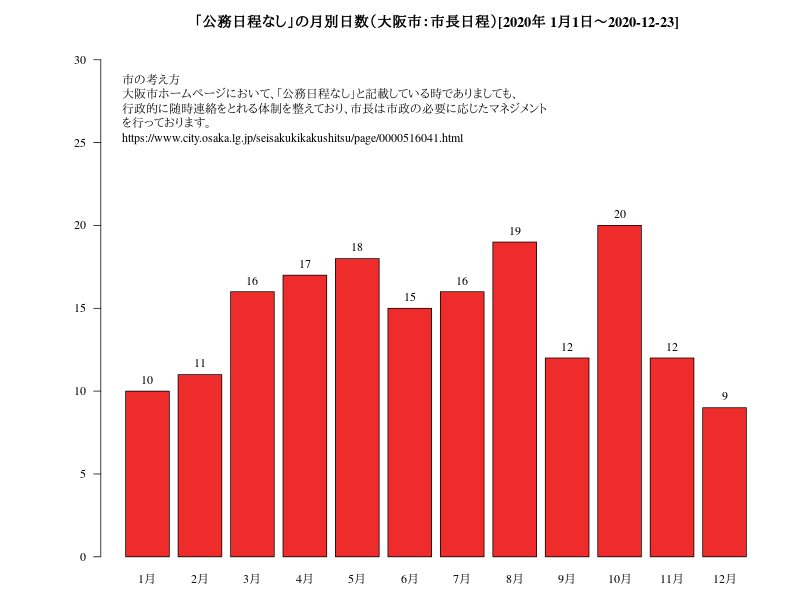 「公務日程なし」の月別日数(大阪市:市長日程)[2020年 1月1日〜2020-12-23]
30
市の考え方
大阪市ホームページにおいて、「公務日程なし」と記載している時でありましても、
行政的に随時連絡をとれる体制を整えており、市長は市政の必要に応じたマネジメント
を行っております。
https://www.city.osaka.lg.jp/seisakukikakushitsu/page/0000516041.html
25
20
15
10
5
0
10
11
16
17
18
15
16
19
12
20
12
9
1月 2月 3月 4月 5月 6月 7月 8月 9月 10月 11月 12月